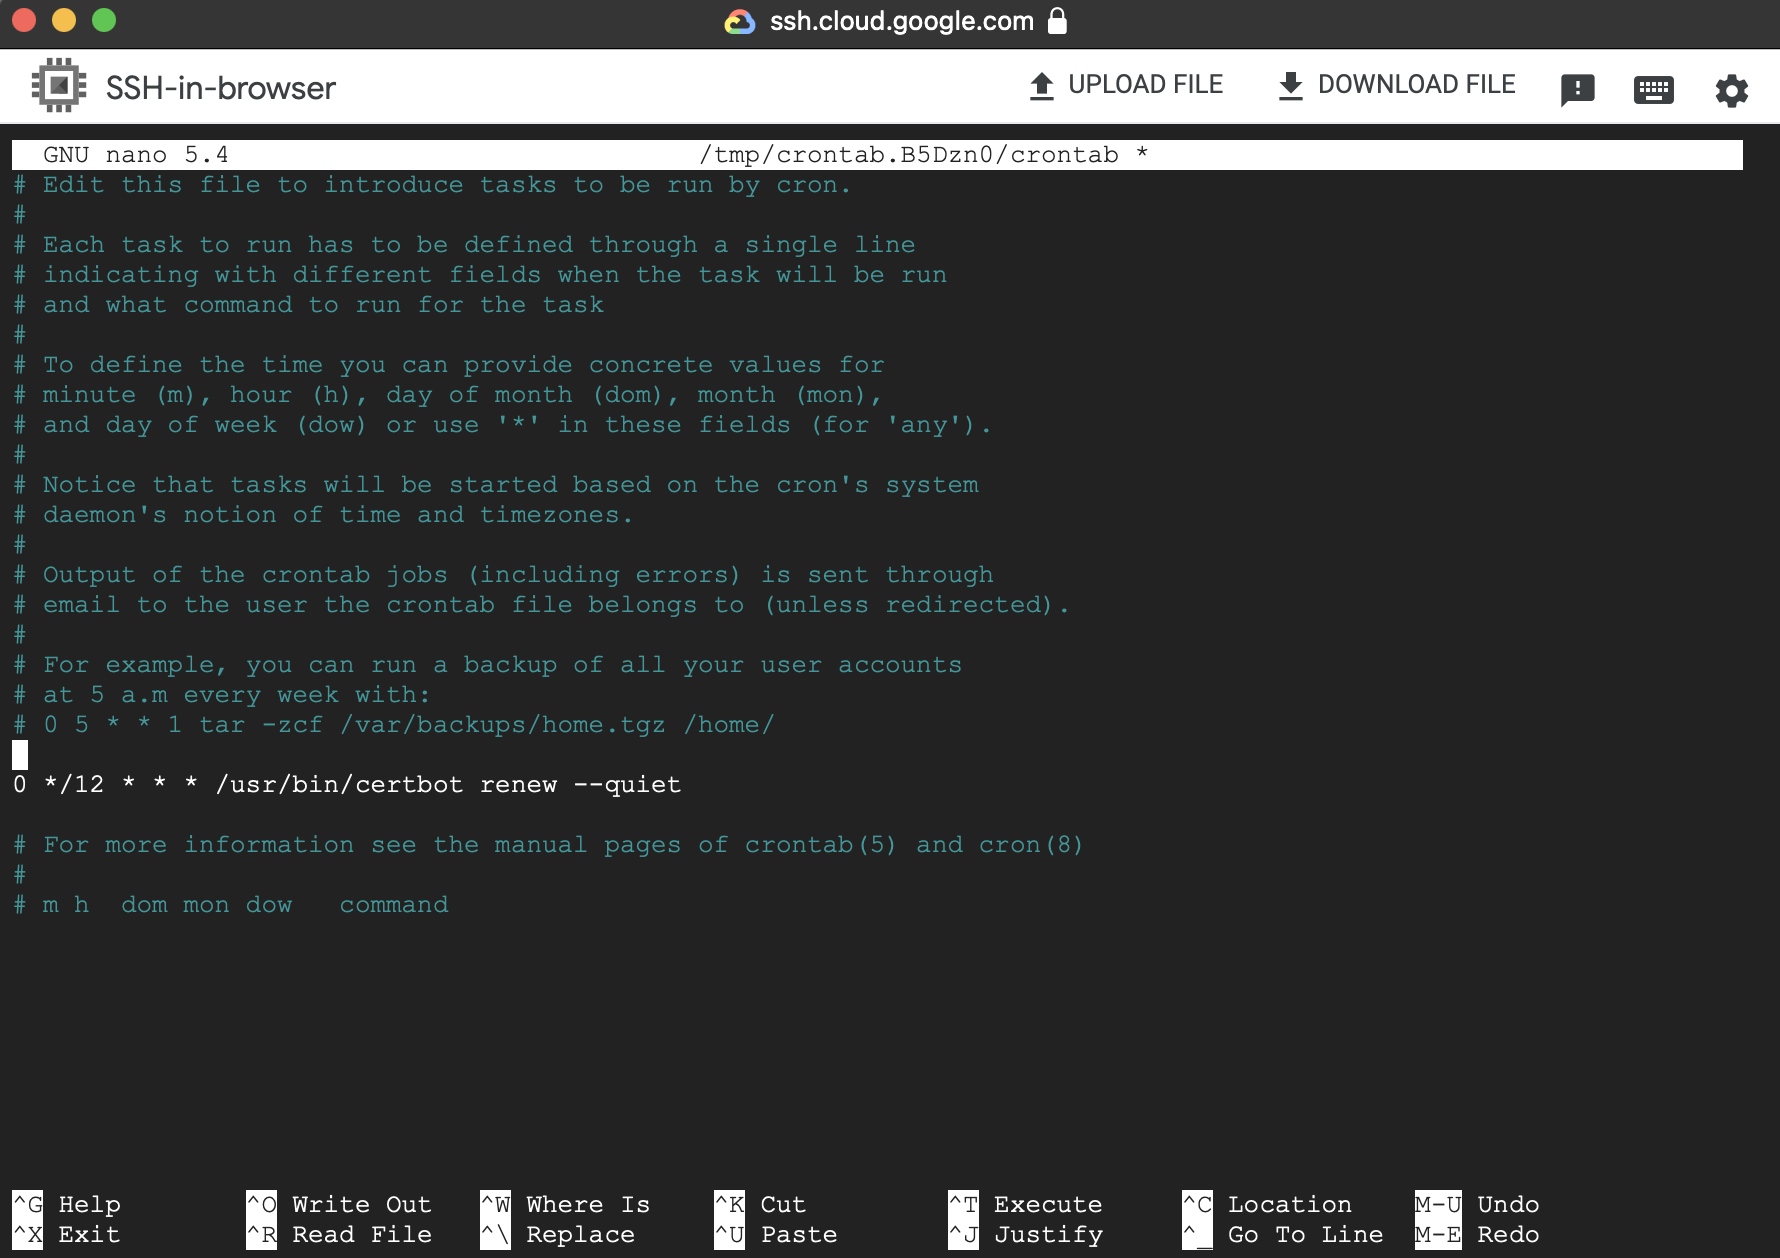 ssh.cloud.google.com
SSH-in-browser
UPLOAD FILE
DOWNLOAD FILE
GNU nano 5.4 /tmp/crontab.B5Dzn0/crontab *
# Edit this file to introduce tasks to be run by cron.
#
# Each task to run has to be defined through a single line
# indicating with different fields when the task will be run
# and what command to run for the task
#
# To define the time you can provide concrete values for
# minute (m), hour (h), day of month (dom), month (mon),
# and day of week (dow) or use '*' in these fields (for 'any').
#
# Notice that tasks will be started based on the cron's system
# daemon's notion of time and timezones.
#
# Output of the crontab jobs (including errors) is sent through
# email to the user the crontab file belongs to (unless redirected).
#
# For example, you can run a backup of all your user accounts
# at 5 a.m every week with:
# 0 5 * * 1 tar -zcf /var/backups/home.tgz /home/
0 */12 * * * /usr/bin/certbot renew --quiet
# For more information see the manual pages of crontab(5) and cron(8)
#
# m h  dom mon dow   command
^G Help ^O Write Out ^W Where Is ^K Cut ^T Execute ^C Location M-U Undo
^X Exit ^R Read File ^\ Replace ^U Paste ^J Justify ^_ Go To Line M-E Redo